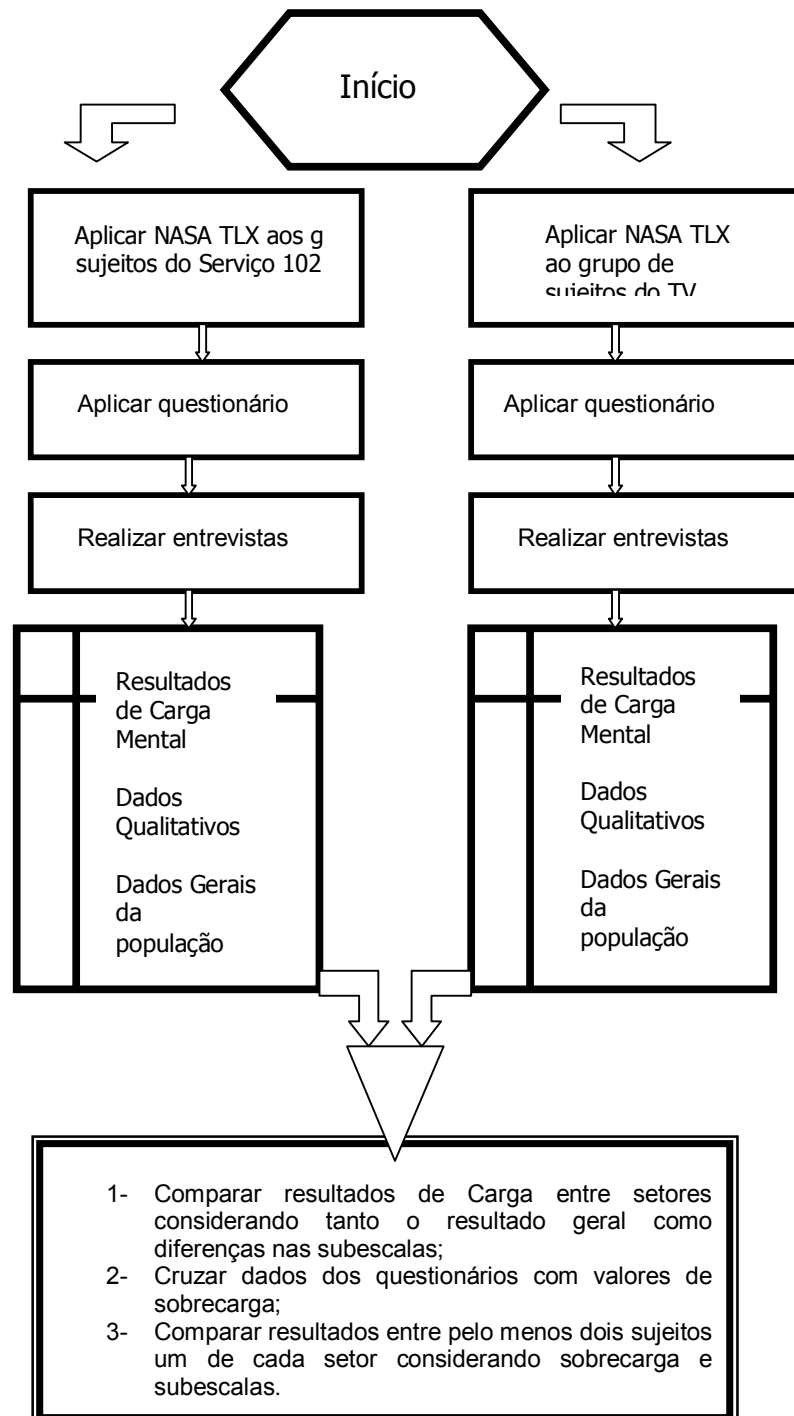 Início
Aplicar NASA TLX aos g
sujeitos do Serviço 102
Aplicar questionário
Realizar entrevistas
Resultados
de Carga
Mental
Dados
Qualitativos
Dados Gerais
da
população
Aplicar NASA TLX
ao grupo de
sujeitos do TV
Aplicar questionário
Realizar entrevistas
Resultados
de Carga
Mental
Dados
Qualitativos
Dados Gerais
da
população
1- Comparar resultados de Carga entre setores
considerando tanto o resultado geral como
diferenças nas subescalas;
2- Cruzar dados dos questionários com valores de
sobrecarga;
3- Comparar resultados entre pelo menos dois sujeitos
um de cada setor considerando sobrecarga e
subescalas.